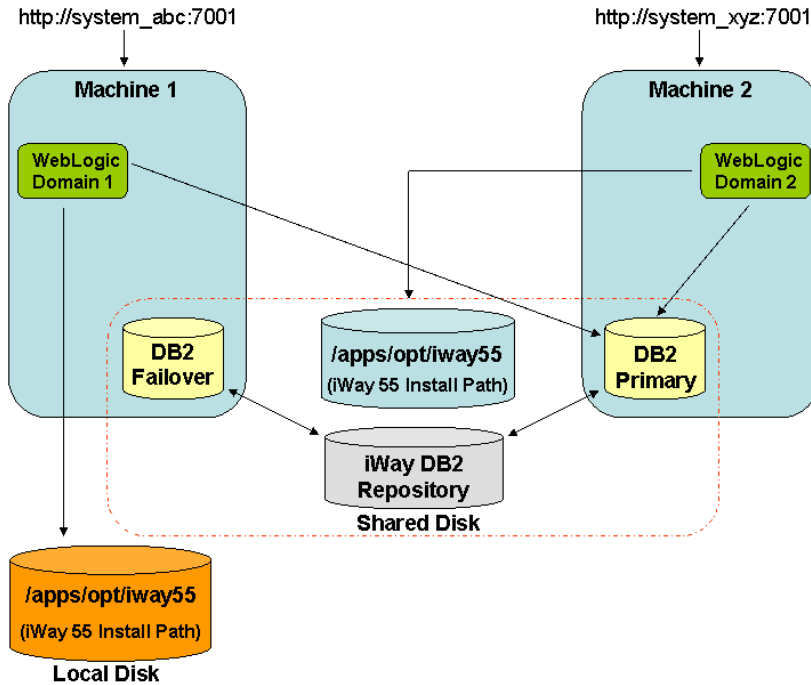 http://system_abc:7001
http://system_xyz:7001
Machine 1
Machine 2
WebLogic
Domain 1
WebLogic
Domain 2
DB2
Failover
/apps/opt/iway55
(iWay 55 Install Path)
DB2
Primary
iWay DB2
Repository
Shared Disk
/apps/opt/iway55
(iWay 55 Install Path)
Local Disk